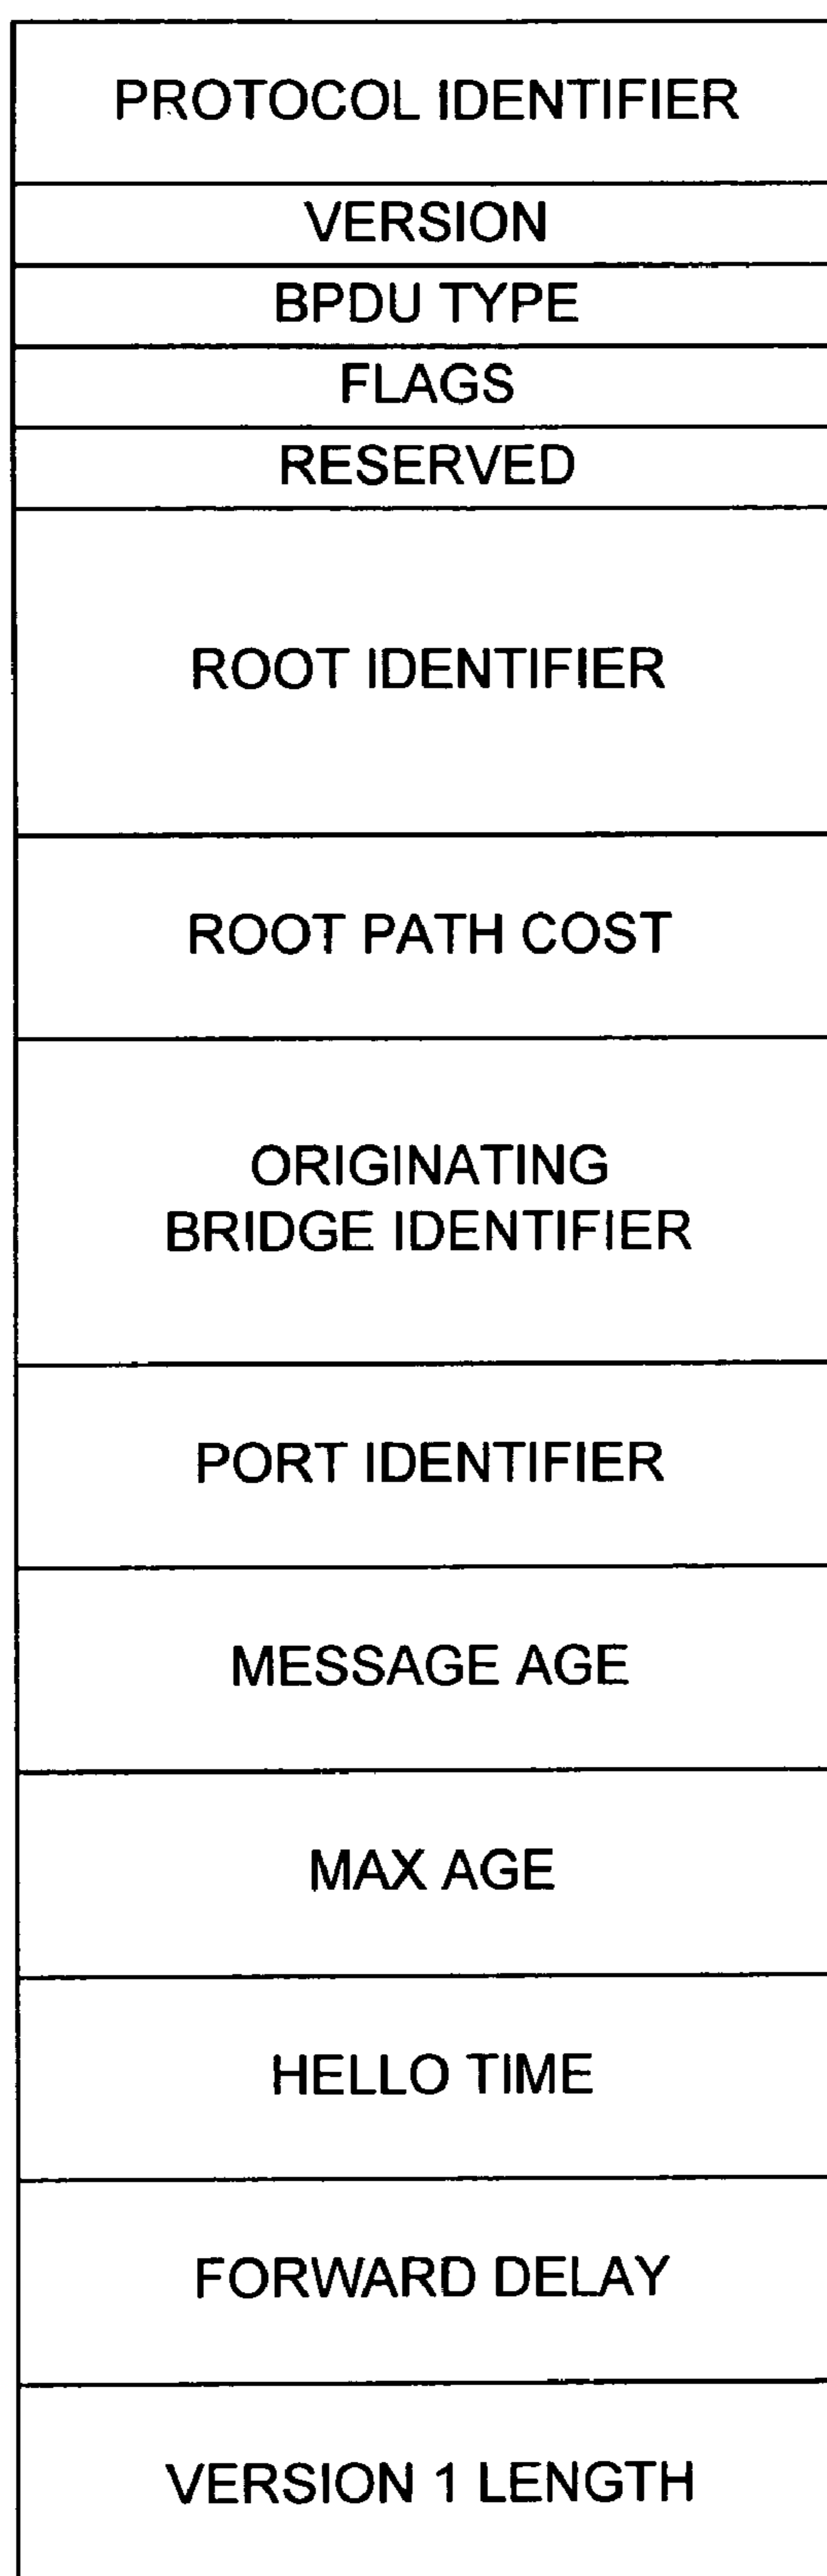 PROTOCOL IDENTIFIER
VERSION
BPDU TYPE
FLAGS
RESERVED
ROOT IDENTIFIER
ROOT PATH COST
ORIGINATING
BRIDGE IDENTIFIER
PORT IDENTIFIER
MESSAGE AGE
MAX AGE
HELLO TIME
FORWARD DELAY
VERSION 1 LENGTH